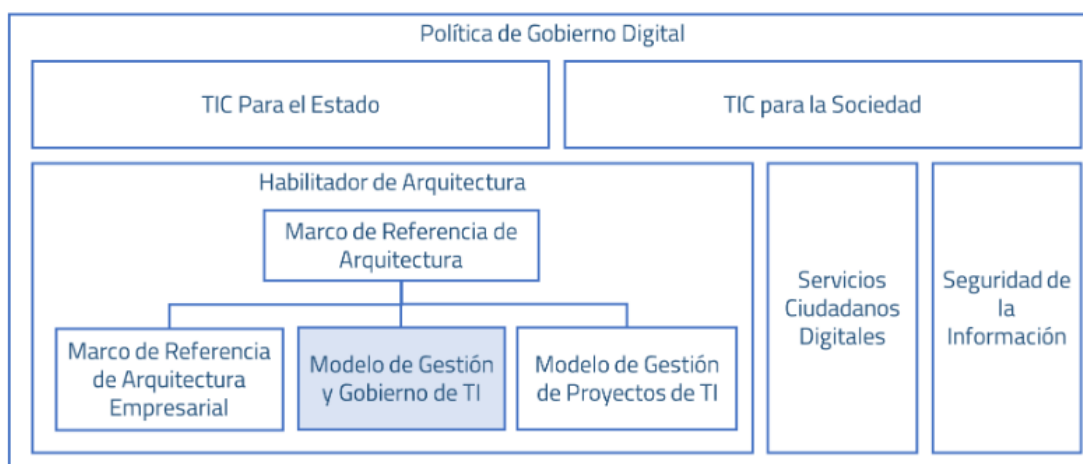 Política de Gobierno Digital
TIC Para el Estado
TIC para la Sociedad
Habilitador de Arquitectura
Marco de Referencia de
Arquitectura
Marco de Referencia
de Arquitectura
Empresarial
Modelo de Gestión
y Gobierno de TI
Modelo de Gestión
de Proyectos de TI
Servicios
Ciudadanos
Digitales
Seguridad de
la
Información